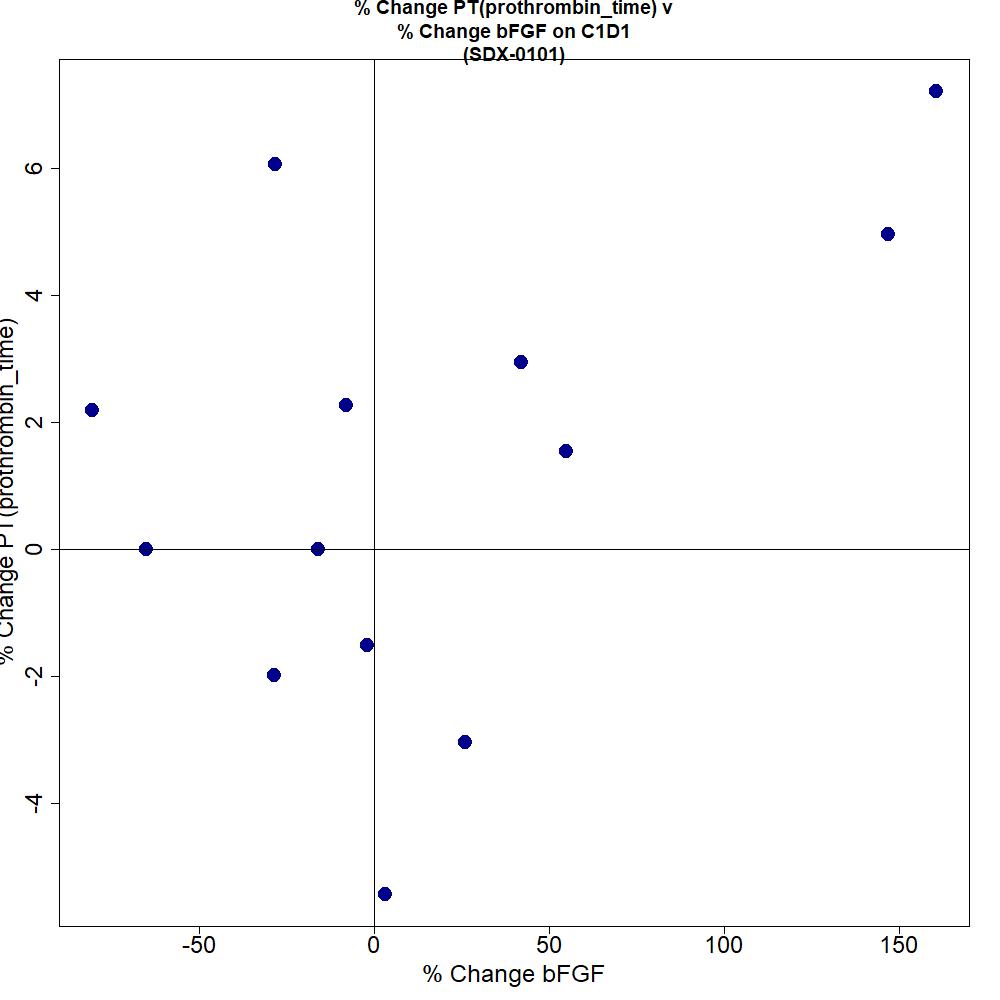 % Change PT(prothrombin_time) v
% Change bFGF on C1D1
(SDX-0101)
% Change PT(prothrombin_time)
6
4
2
0
-2
-4
-50
0
50
100
150
% Change bFGF